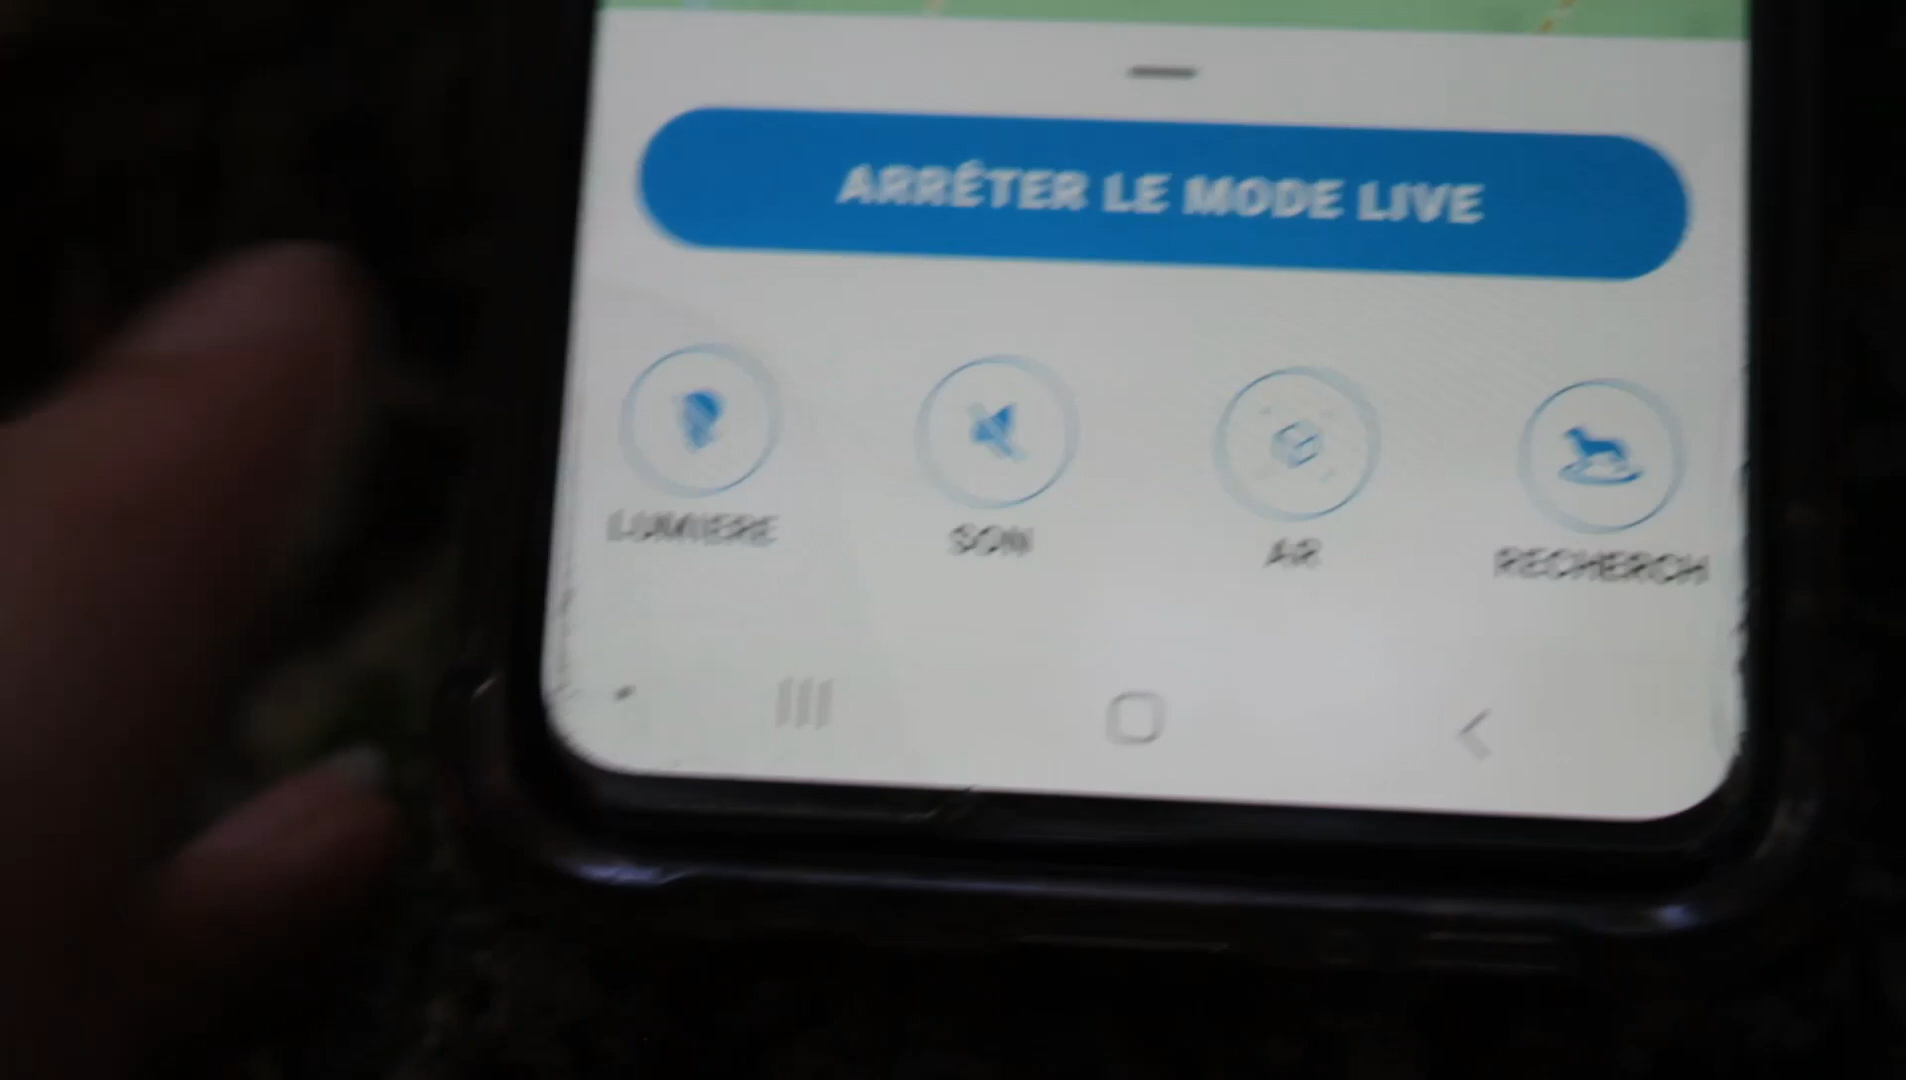 ARRÊTER LE MODE LIVE
LUMIERE
SON
AR
RECHERCH